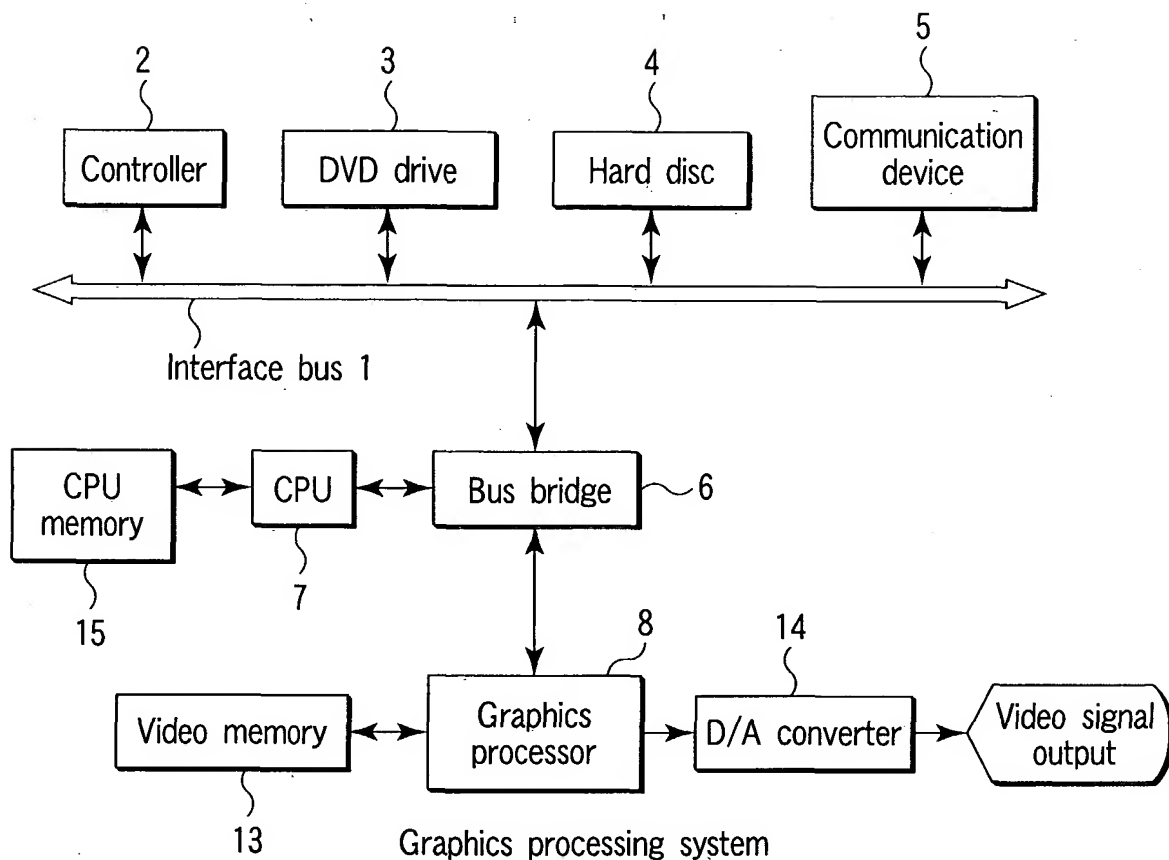 2
3
4
5
Controller
DVD drive
Hard disc
Communication
device
Interface bus 1
CPU
memory
CPU
Bus bridge
6
15
7
8
14
Video memory
Graphics
processor
D/A converter
Video signal
output
13
Graphics processing system